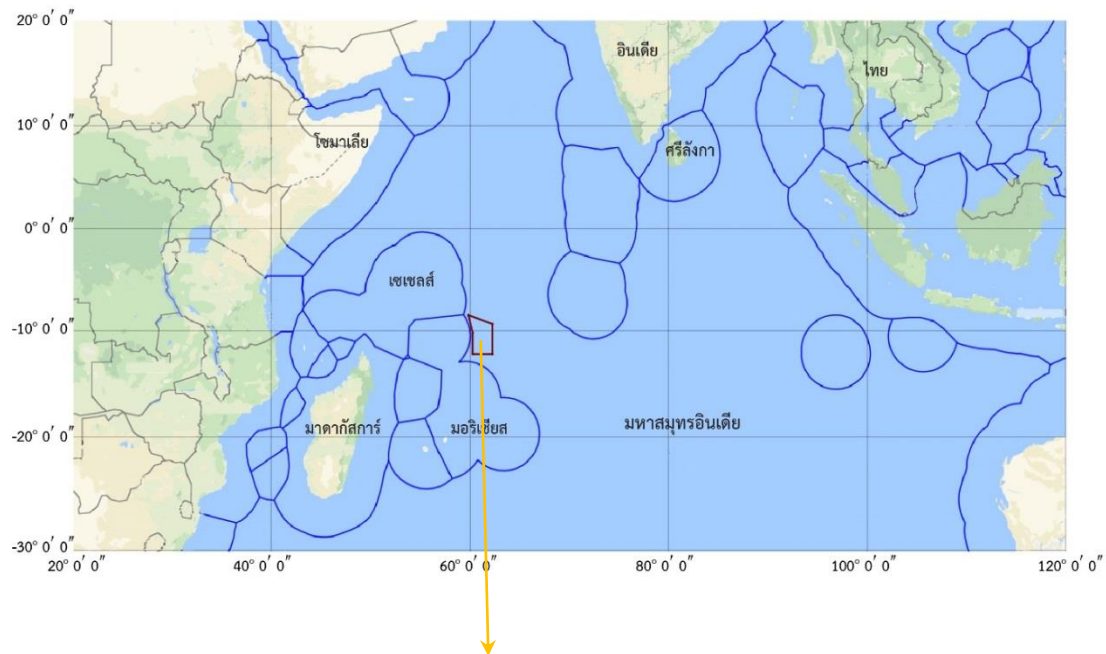 20° 0' 0"
อินเดีย
ไทย
10° 0' 0"
โซมาเลีย
ศรีลังกา
0° 0' 0"
เซเชลส์
-10° 0' 0"
มาดากัสการ์
มอริเชียส
มหาสมุทรอินเดีย
-20° 0' 0"
-30° 0' 0"
20° 0' 0"
40° 0' 0"
60° 0' 0"
80° 0' 0"
100° 0' 0"
120° 0' 0"